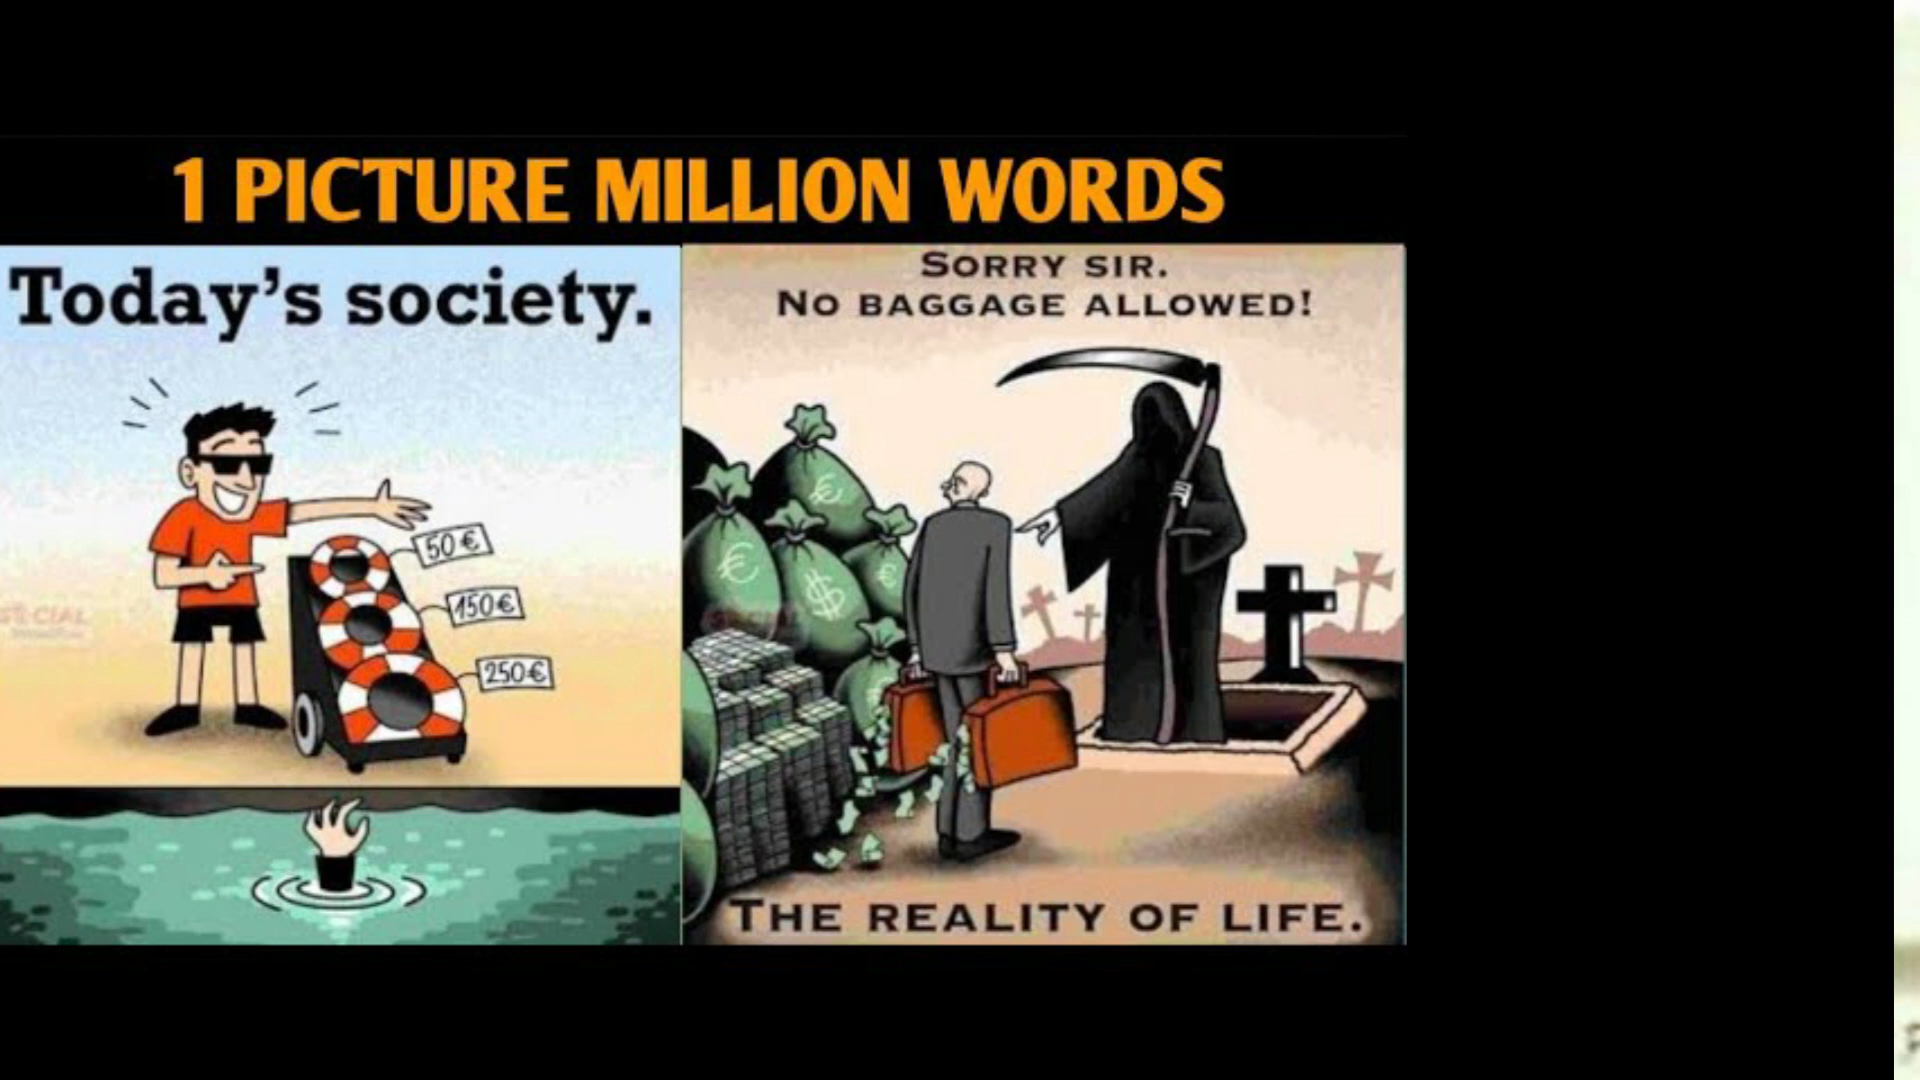 1 PICTURE MILLION WORDS
Today's society.
50€
150€
250€
SORRY SIR.
NO BAGGAGE ALLOWED!
€
€
$
€
THE REALITY OF LIFE.